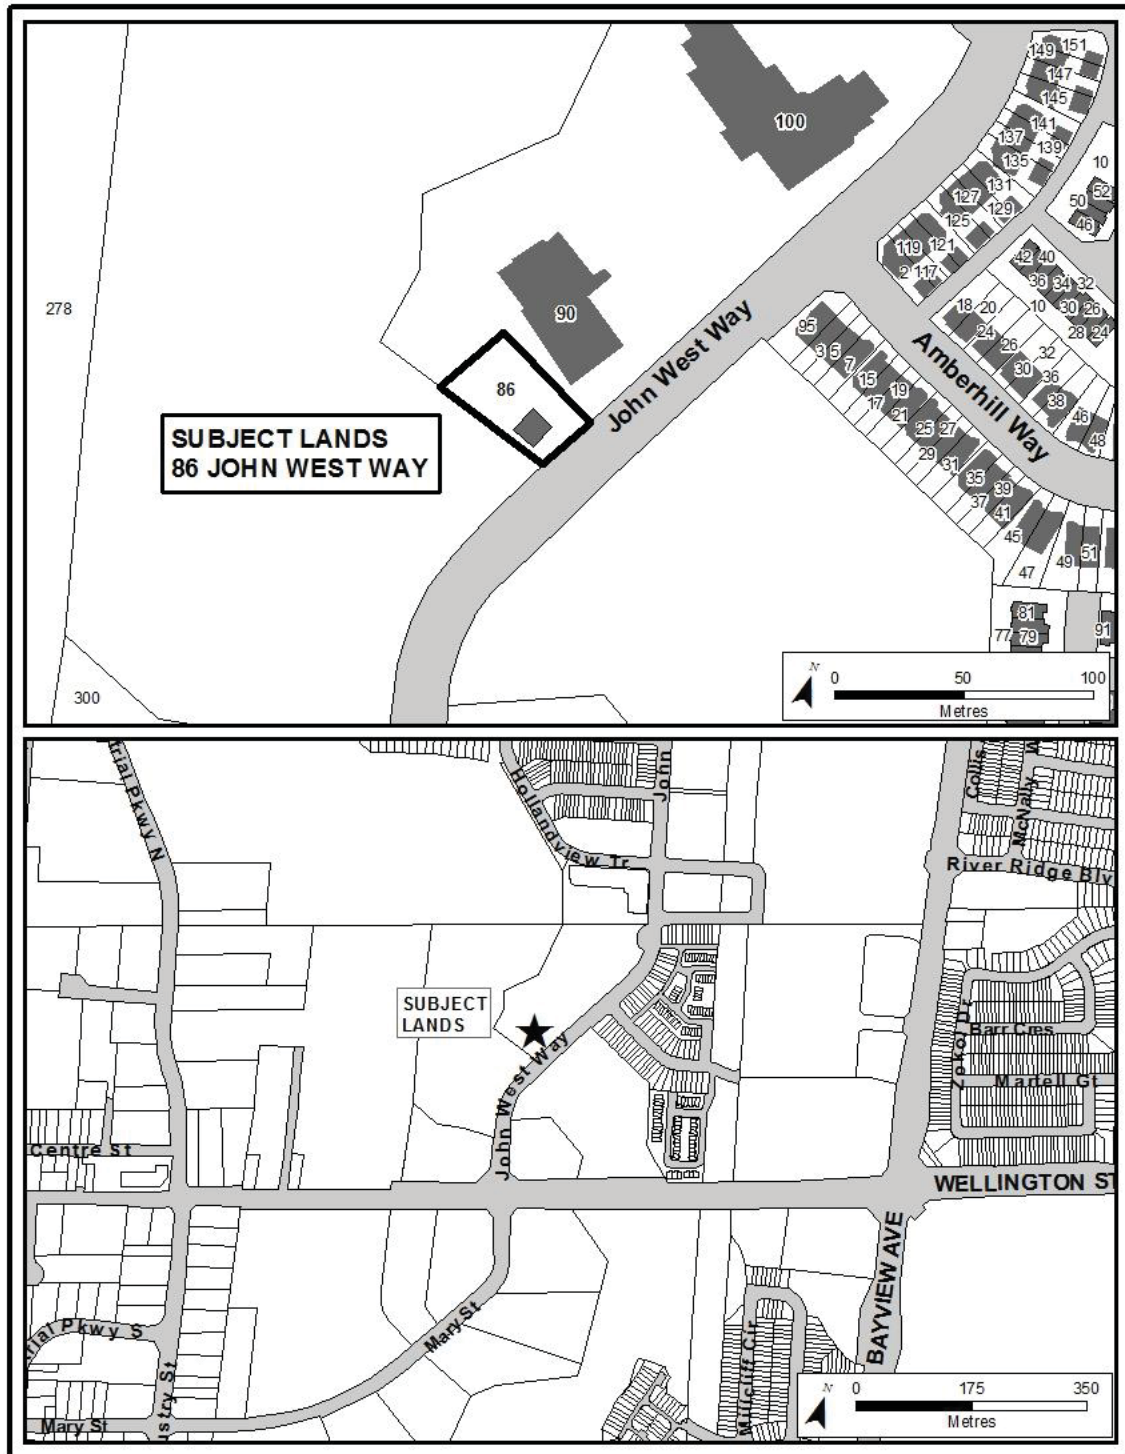 149 151
147
145
141
137
139
135
100
10
131
127
52
129
50
125
46
119
121
2 117
42 40
278
36 34 32
18 20
10
30 26
24
28 24
90
95
26
3 5
32
7
30
36
15
19
38
17
21
46
86
25 27
48
29
31
John West Way
Amberhill Way
SUBJECT LANDS
86 JOHN WEST WAY
35
39
37
41
45
49 51
47
81
77 79
91
300
N
0 50 100
Metres
trial Pkwy N
Hollandview Tr
John
Collis
McNally W
River Ridge Blv
SUBJECT
LANDS
John West Way
Zokol Dr
Barr Cres
Martell Gt
Centre St
WELLINGTON ST
BAYVIEW AVE
Mary St
trial Pkwy S
ustry St
Mary St
Millcliff Cir
N
0 175 350
Metres